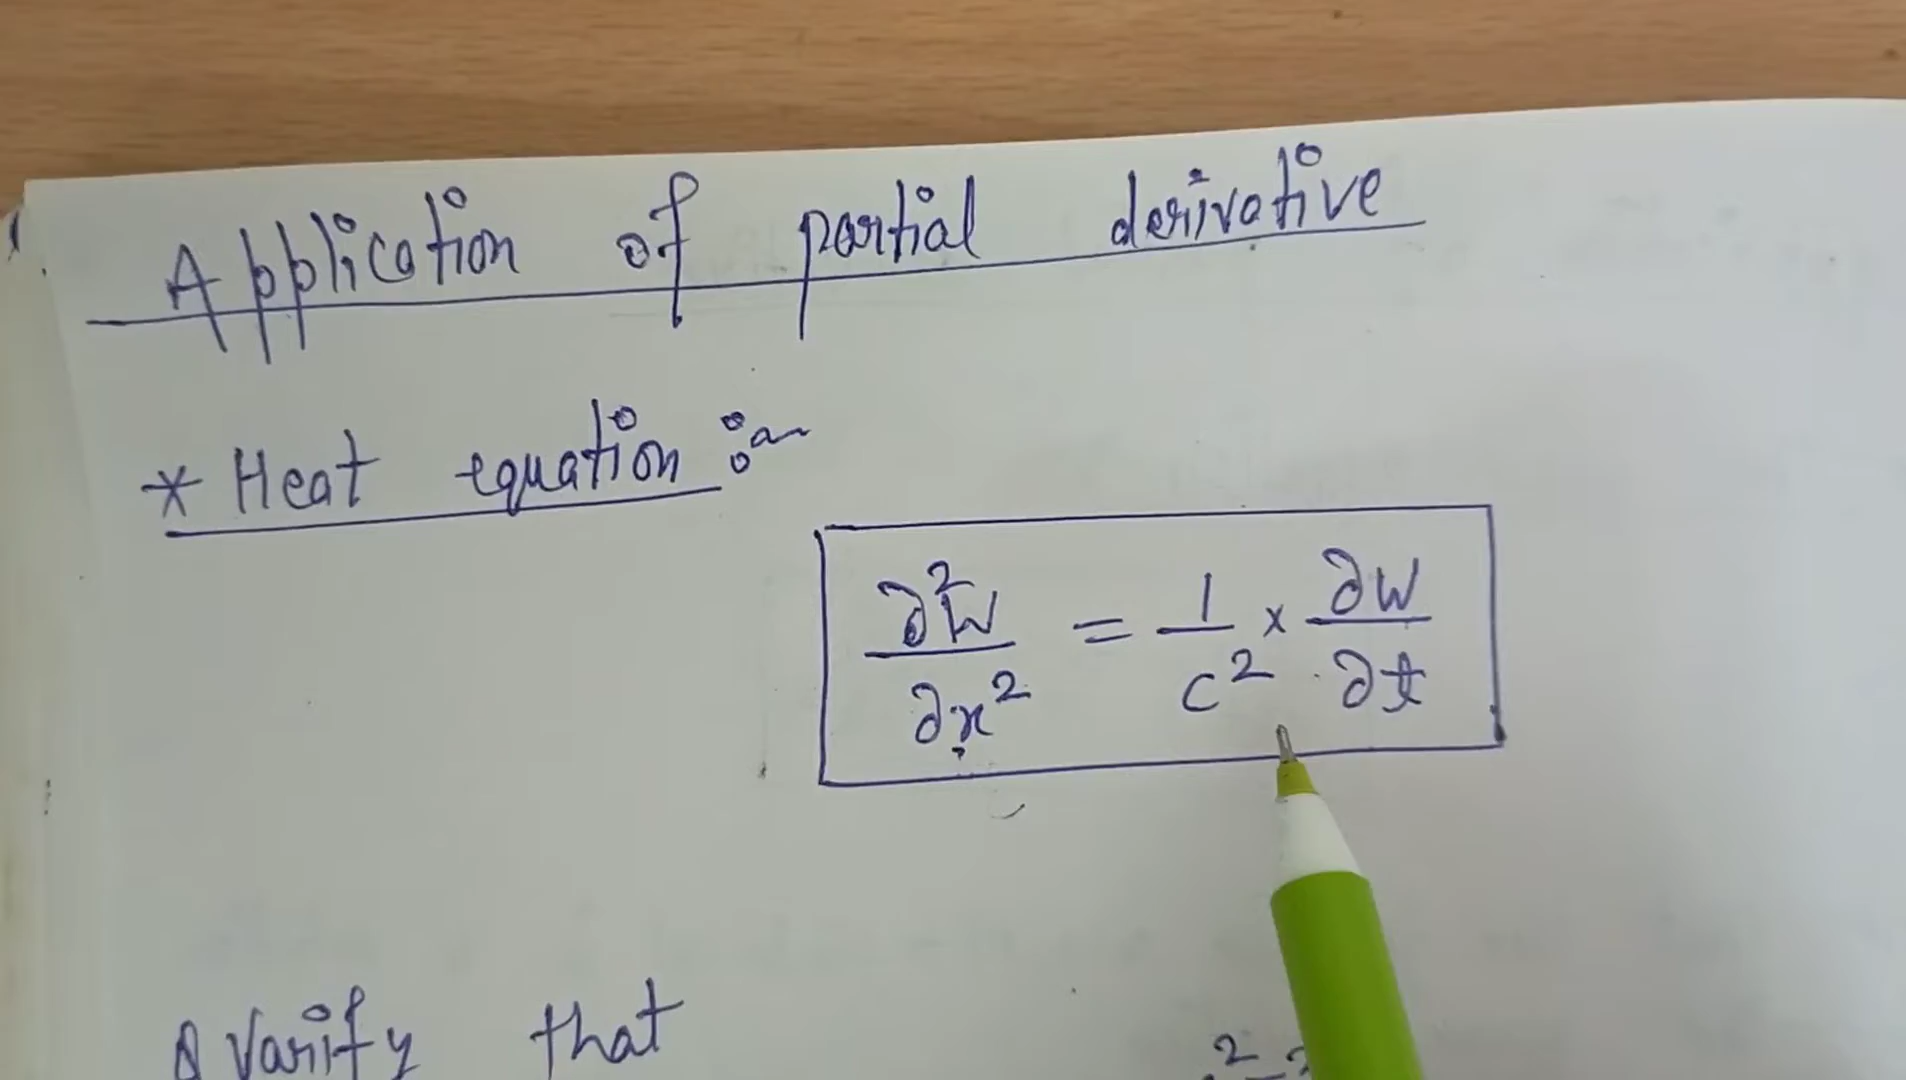 Application of partial derivative
* Heat equation :-
∂²W/∂x² = 1/c² × ∂W/∂t
Q Varify that